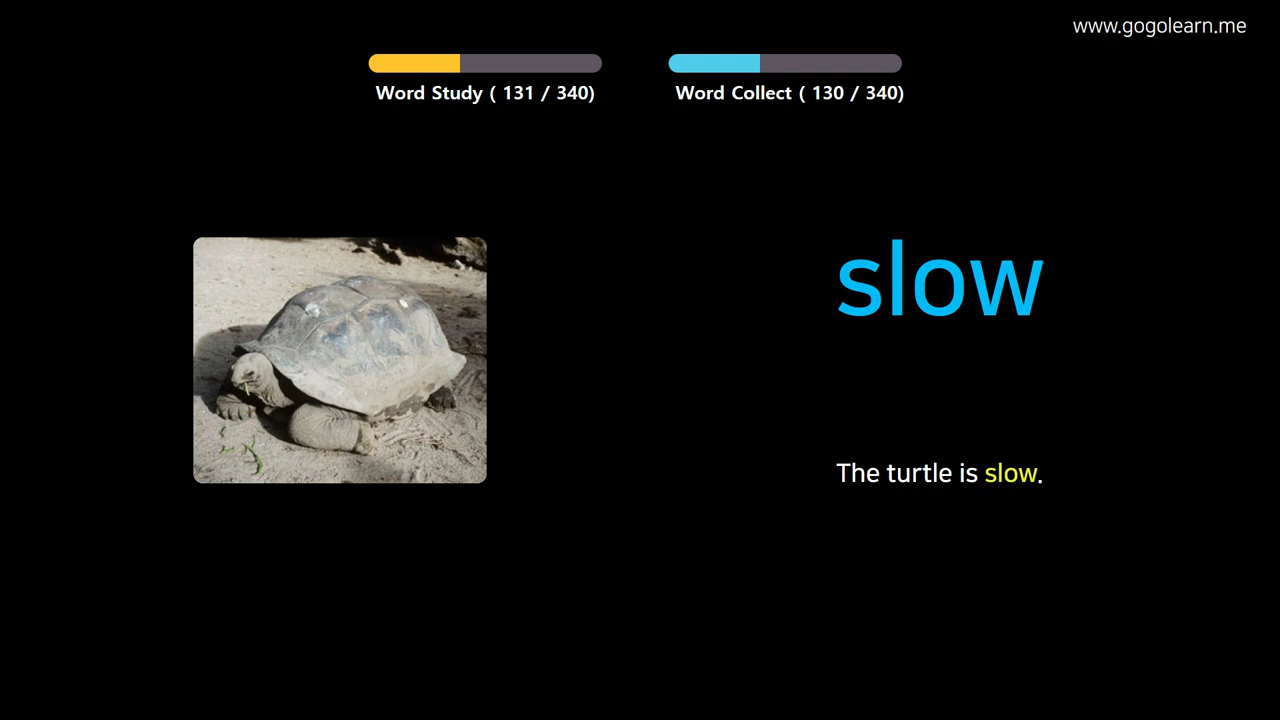 www.gogolearn.me
Word Study ( 131 / 340)
Word Collect ( 130 / 340)
slow
The turtle is slow.